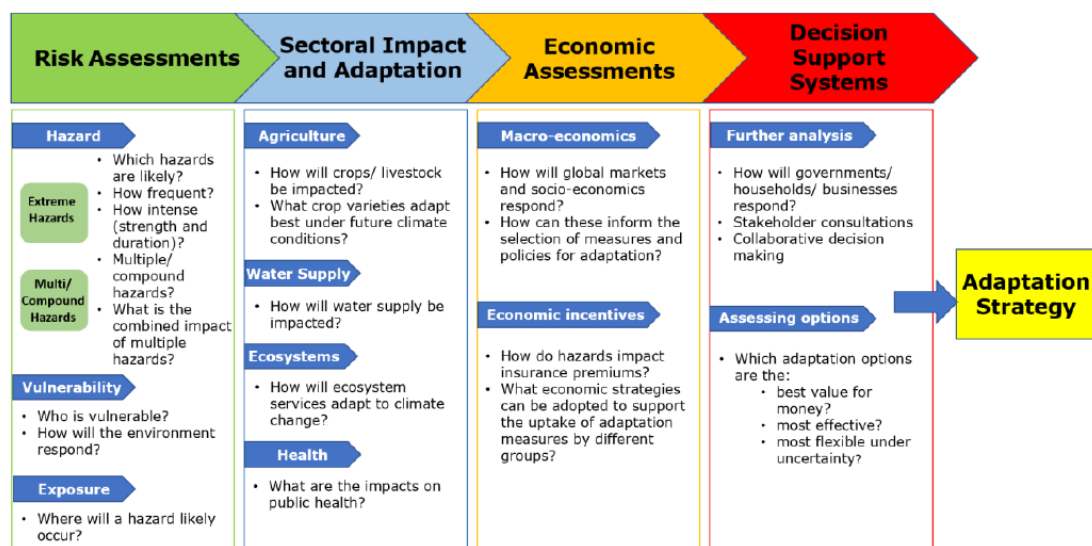 Risk Assessments
Sectoral Impact
and Adaptation
Economic
Assessments
Decision
Support
Systems
Hazard
Extreme
Hazards
Multi/
Compound
Hazards
• Which hazards
are likely?
• How frequent?
• How intense
(strength and
duration)?
• Multiple/
compound
hazards?
• What is the
combined impact
of multiple
hazards?
Vulnerability
• Who is vulnerable?
• How will the environment
respond?
Exposure
• Where will a hazard likely
occur?
Agriculture
• How will crops/ livestock
be impacted?
• What crop varieties adapt
best under future climate
conditions?
Water Supply
• How will water supply be
impacted?
Ecosystems
• How will ecosystem
services adapt to climate
change?
Health
• What are the impacts on
public health?
Macro-economics
• How will global markets
and socio-economics
respond?
• How can these inform the
selection of measures and
policies for adaptation?
Economic incentives
• How do hazards impact
insurance premiums?
• What economic strategies
can be adopted to support
the uptake of adaptation
measures by different
groups?
Further analysis
• How will governments/
households/ businesses
respond?
• Stakeholder consultations
• Collaborative decision
making
Assessing options
• Which adaptation options
are the:
• best value for
money?
• most effective?
• most flexible under
uncertainty?
Adaptation
Strategy